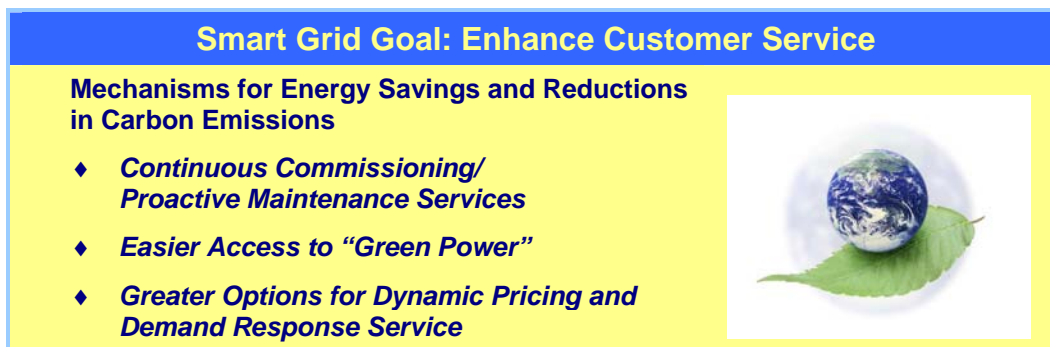 Smart Grid Goal: Enhance Customer Service
Mechanisms for Energy Savings and Reductions
in Carbon Emissions
♦ Continuous Commissioning/
Proactive Maintenance Services
♦ Easier Access to “Green Power”
♦ Greater Options for Dynamic Pricing and
Demand Response Service